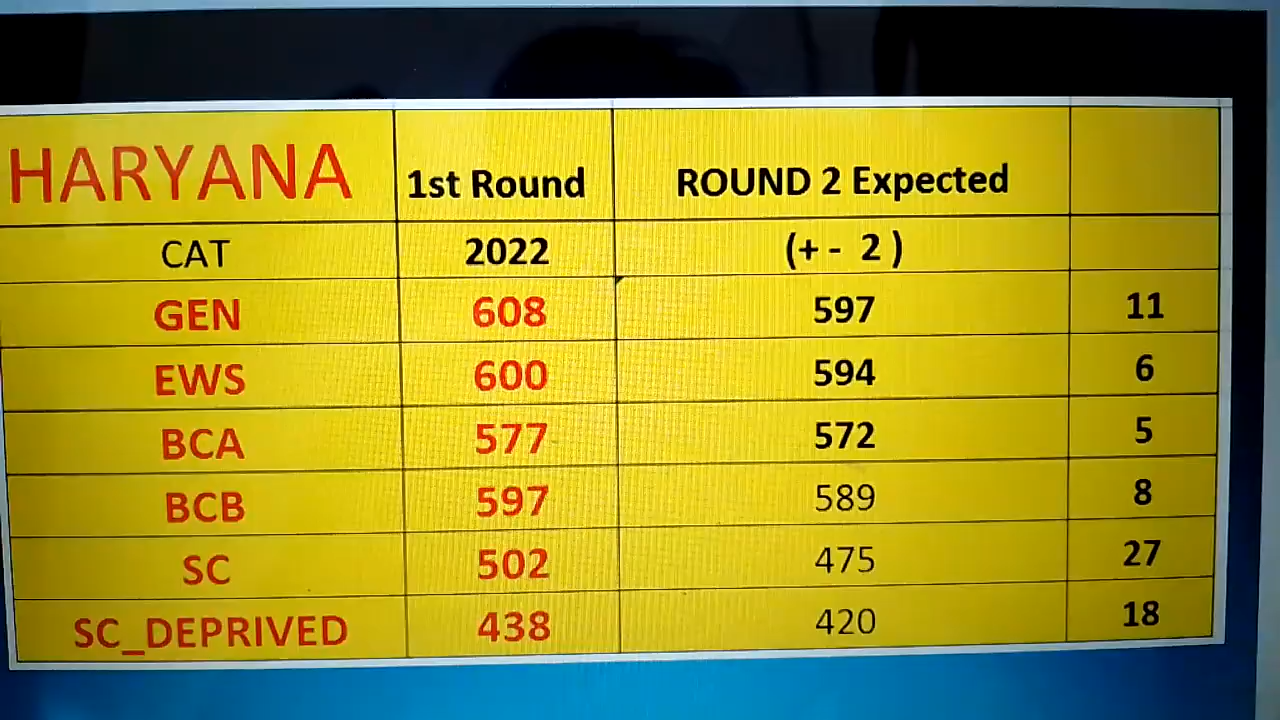 HARYANA 1st Round ROUND 2 Expected
CAT 2022 (+ - 2 )
GEN 608 597 11
EWS 600 594 6
BCA 577 572 5
BCB 597 589 8
SC 502 475 27
SC_DEPRIVED 438 420 18